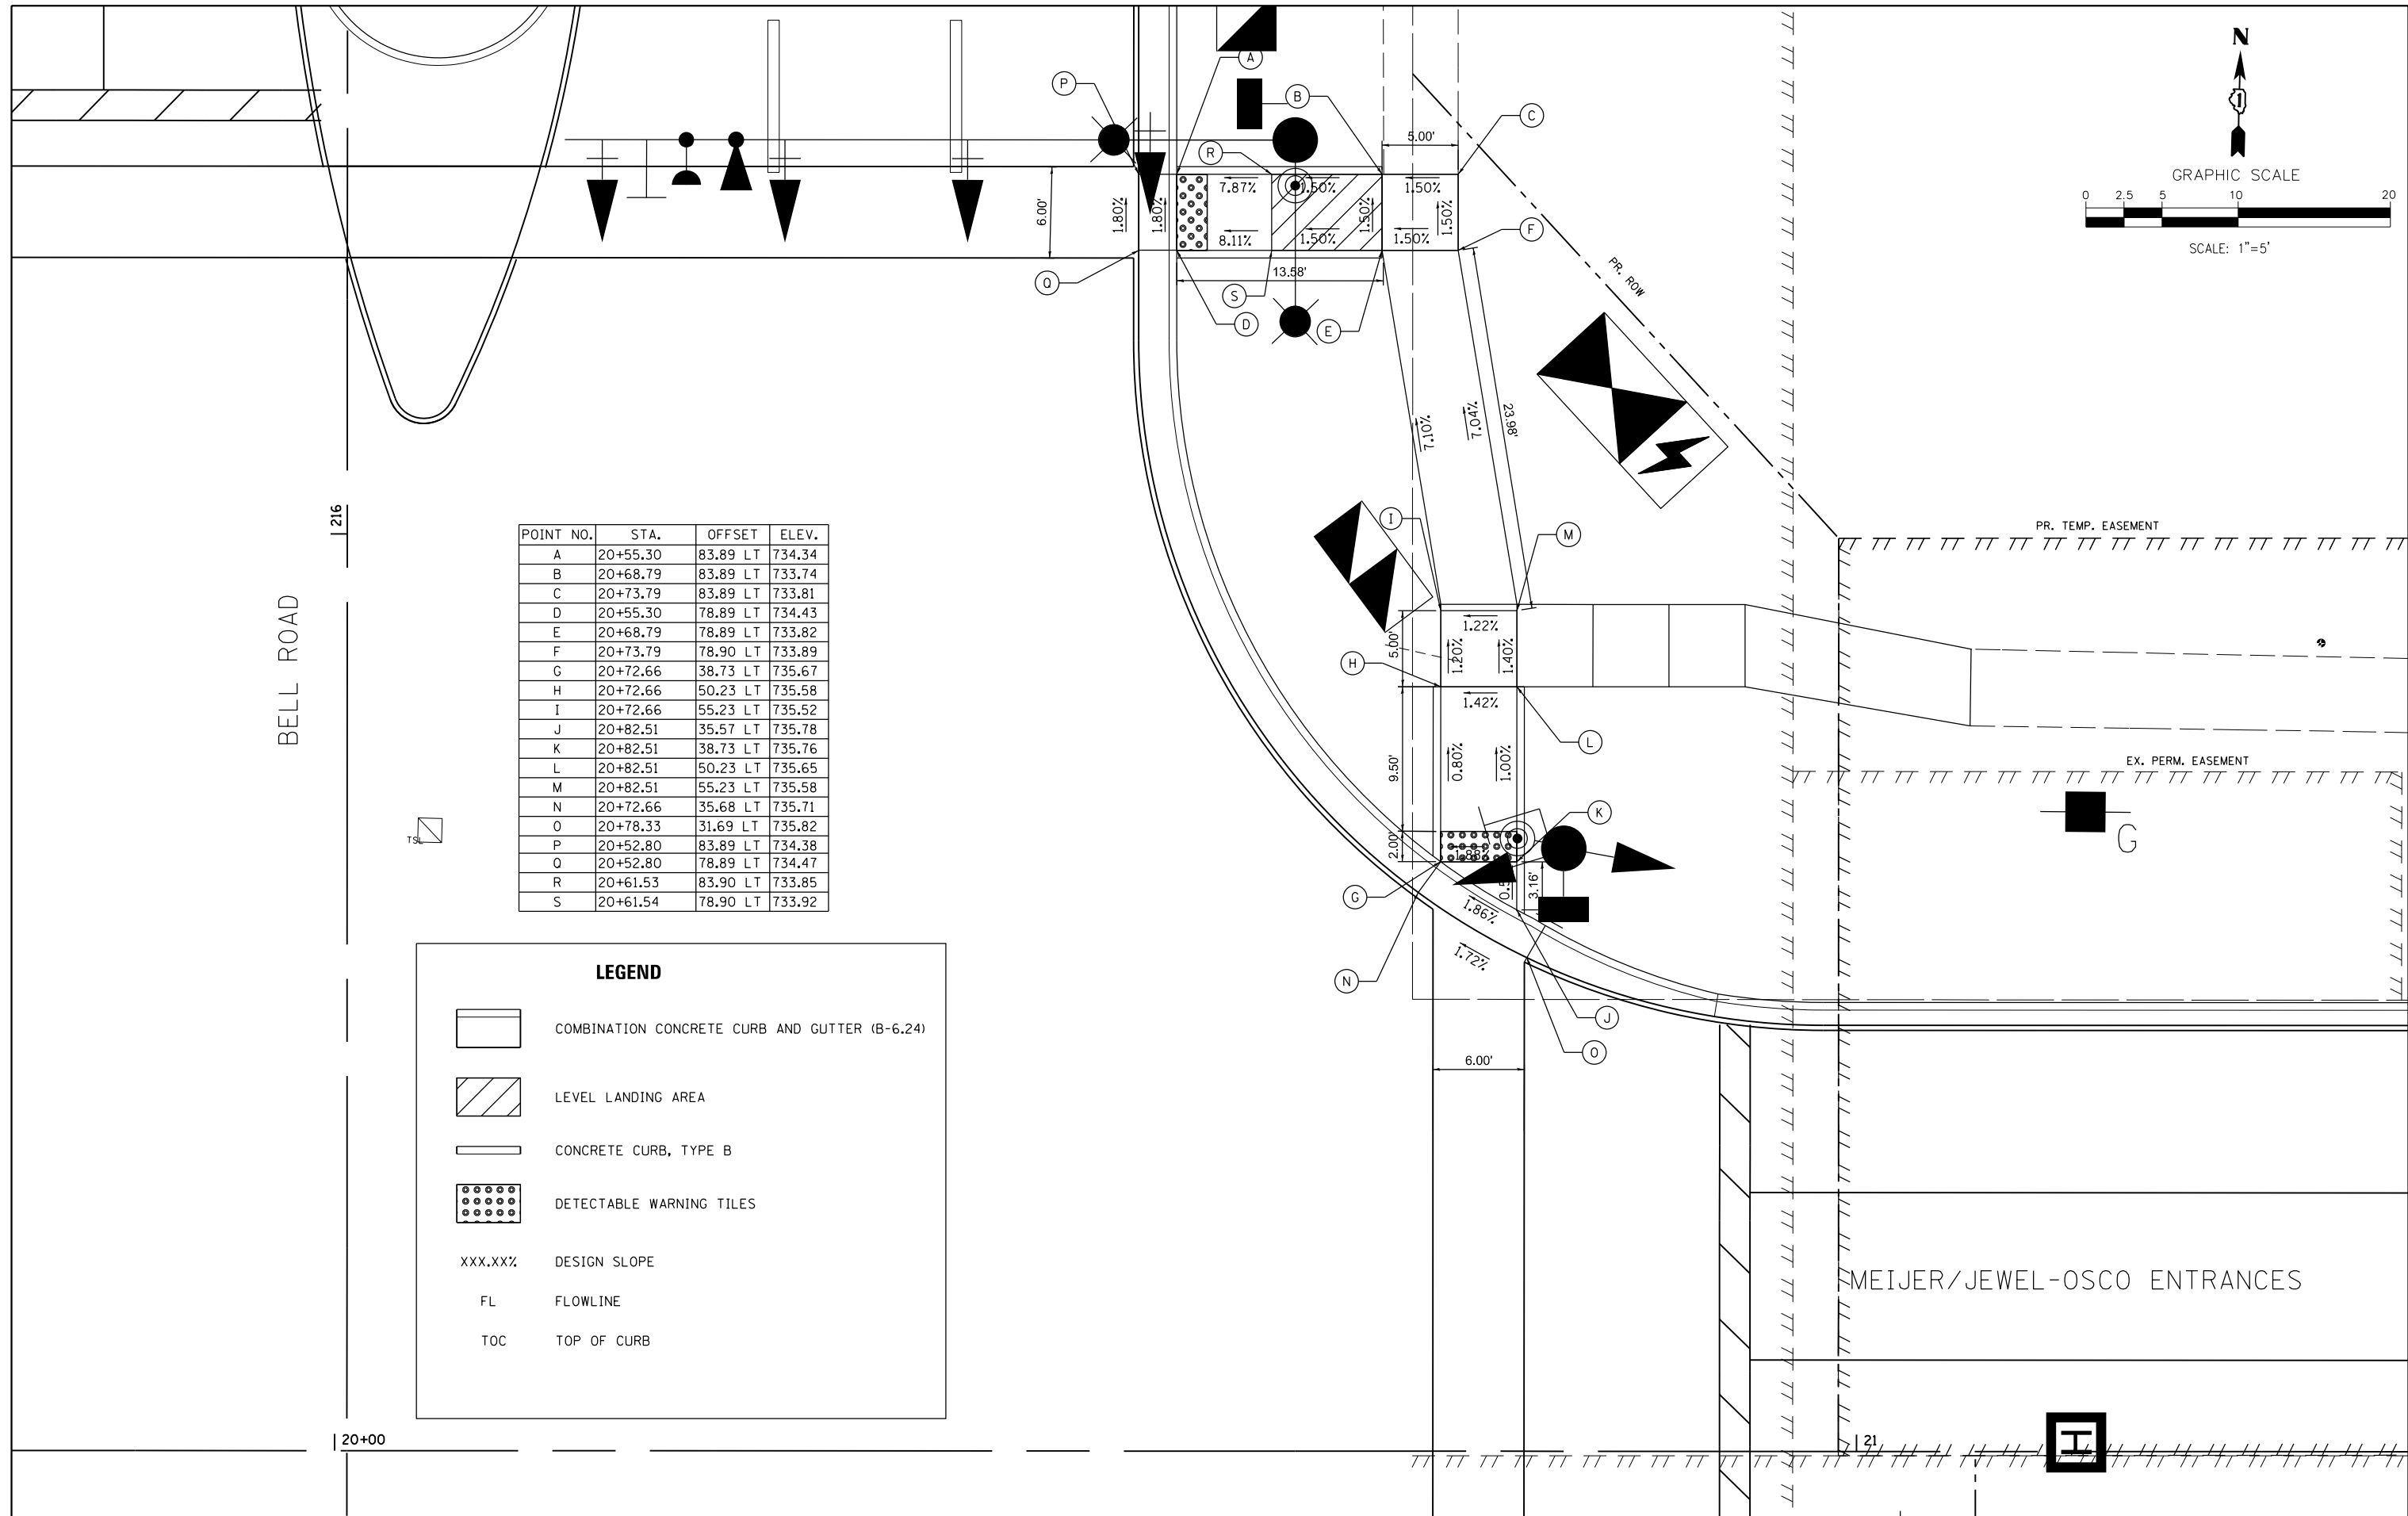 N
1
GRAPHIC SCALE
0 2.5 5 10 20
SCALE: 1"=5'
A
P
B
C
5.00'
R
7.87% 1.50% 1.50%
6.00'
1.80% 1.80% 1.50% 1.50%
8.11% 1.50% 1.50%
F
Q
13.58'
S
D
E
PR. ROW
7.10%
7.04%
23.98'
I
M
216
BELL ROAD
POINT NO. STA. OFFSET ELEV.
A 20+55.30 83.89 LT 734.34
B 20+68.79 83.89 LT 733.74
C 20+73.79 83.89 LT 733.81
D 20+55.30 78.89 LT 734.43
E 20+68.79 78.89 LT 733.82
F 20+73.79 78.90 LT 733.89
G 20+72.66 38.73 LT 735.67
H 20+72.66 50.23 LT 735.58
I 20+72.66 55.23 LT 735.52
J 20+82.51 35.57 LT 735.78
K 20+82.51 38.73 LT 735.76
L 20+82.51 50.23 LT 735.65
M 20+82.51 55.23 LT 735.58
N 20+72.66 35.68 LT 735.71
O 20+78.33 31.69 LT 735.82
P 20+52.80 83.89 LT 734.38
Q 20+52.80 78.89 LT 734.47
R 20+61.53 83.90 LT 733.85
S 20+61.54 78.90 LT 733.92
PR. TEMP. EASEMENT
1.22%
5.00'
1.20% 1.40%
H
1.42%
L
9.50'
0.80% 1.00%
EX. PERM. EASEMENT
G
TSL
K
2.00'
1.88%
3.16'
G
1.86%
1.72%
N
J
O
6.00'
LEGEND
COMBINATION CONCRETE CURB AND GUTTER (B-6.24)
LEVEL LANDING AREA
CONCRETE CURB, TYPE B
DETECTABLE WARNING TILES
XXX.XX% DESIGN SLOPE
FL FLOWLINE
TOC TOP OF CURB
MEIJER/JEWEL-OSCO ENTRANCES
20+00
21
H